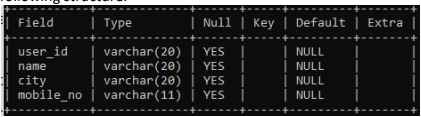 following structure:
+-----------+-------------+------+-----+---------+-------+
| Field | Type | Null | Key | Default | Extra |
+-----------+-------------+------+-----+---------+-------+
| user_id | varchar(20) | YES | | NULL | |
| name | varchar(20) | YES | | NULL | |
| city | varchar(20) | YES | | NULL | |
| mobile_no | varchar(11) | YES | | NULL | |
+-----------+-------------+------+-----+---------+-------+